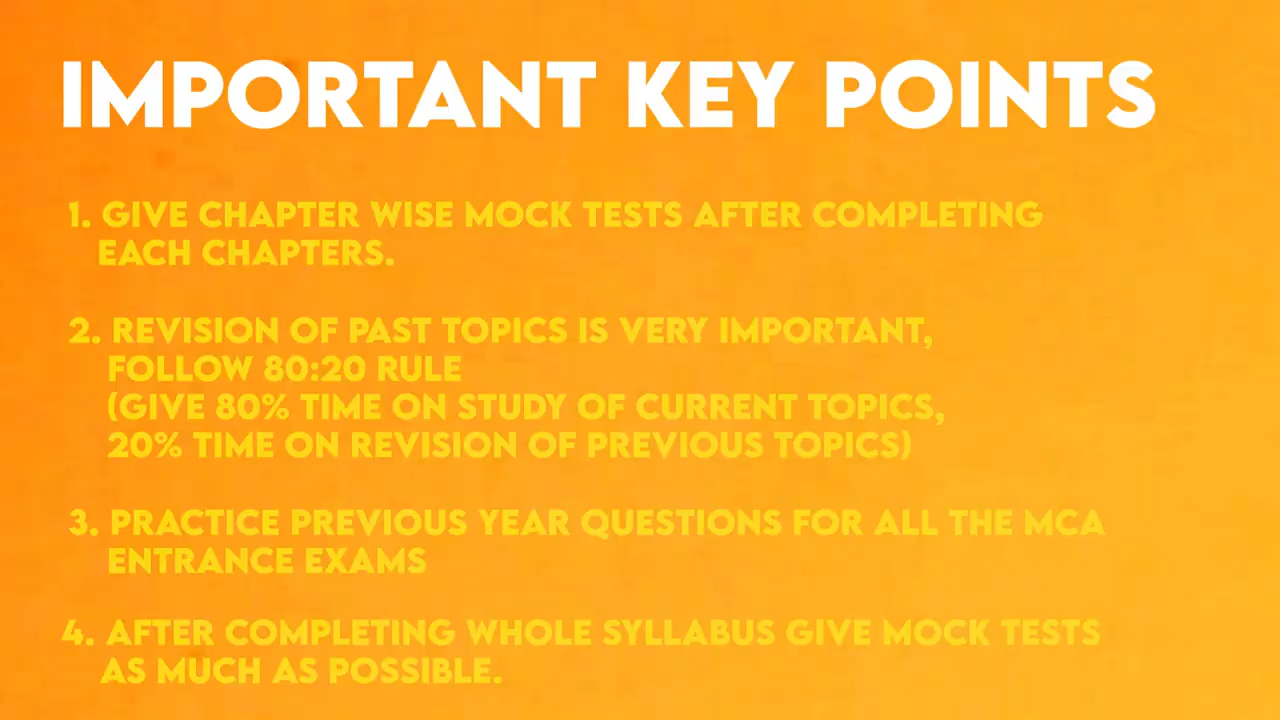 IMPORTANT KEY POINTS
1. GIVE CHAPTER WISE MOCK TESTS AFTER COMPLETING
EACH CHAPTERS.
2. REVISION OF PAST TOPICS IS VERY IMPORTANT,
FOLLOW 80:20 RULE
(GIVE 80% TIME ON STUDY OF CURRENT TOPICS,
20% TIME ON REVISION OF PREVIOUS TOPICS)
3. PRACTICE PREVIOUS YEAR QUESTIONS FOR ALL THE MCA
ENTRANCE EXAMS
4. AFTER COMPLETING WHOLE SYLLABUS GIVE MOCK TESTS
AS MUCH AS POSSIBLE.